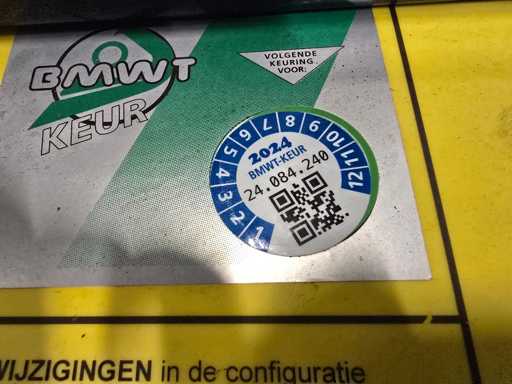 BMWT
KEUR
VOLGENDE
KEURING
VOOR:
1 2 3 4 5 6 7 8 9 10 11 12
2024
BMWT-KEUR
24.084.240
WIJZIGINGEN in de configuratie